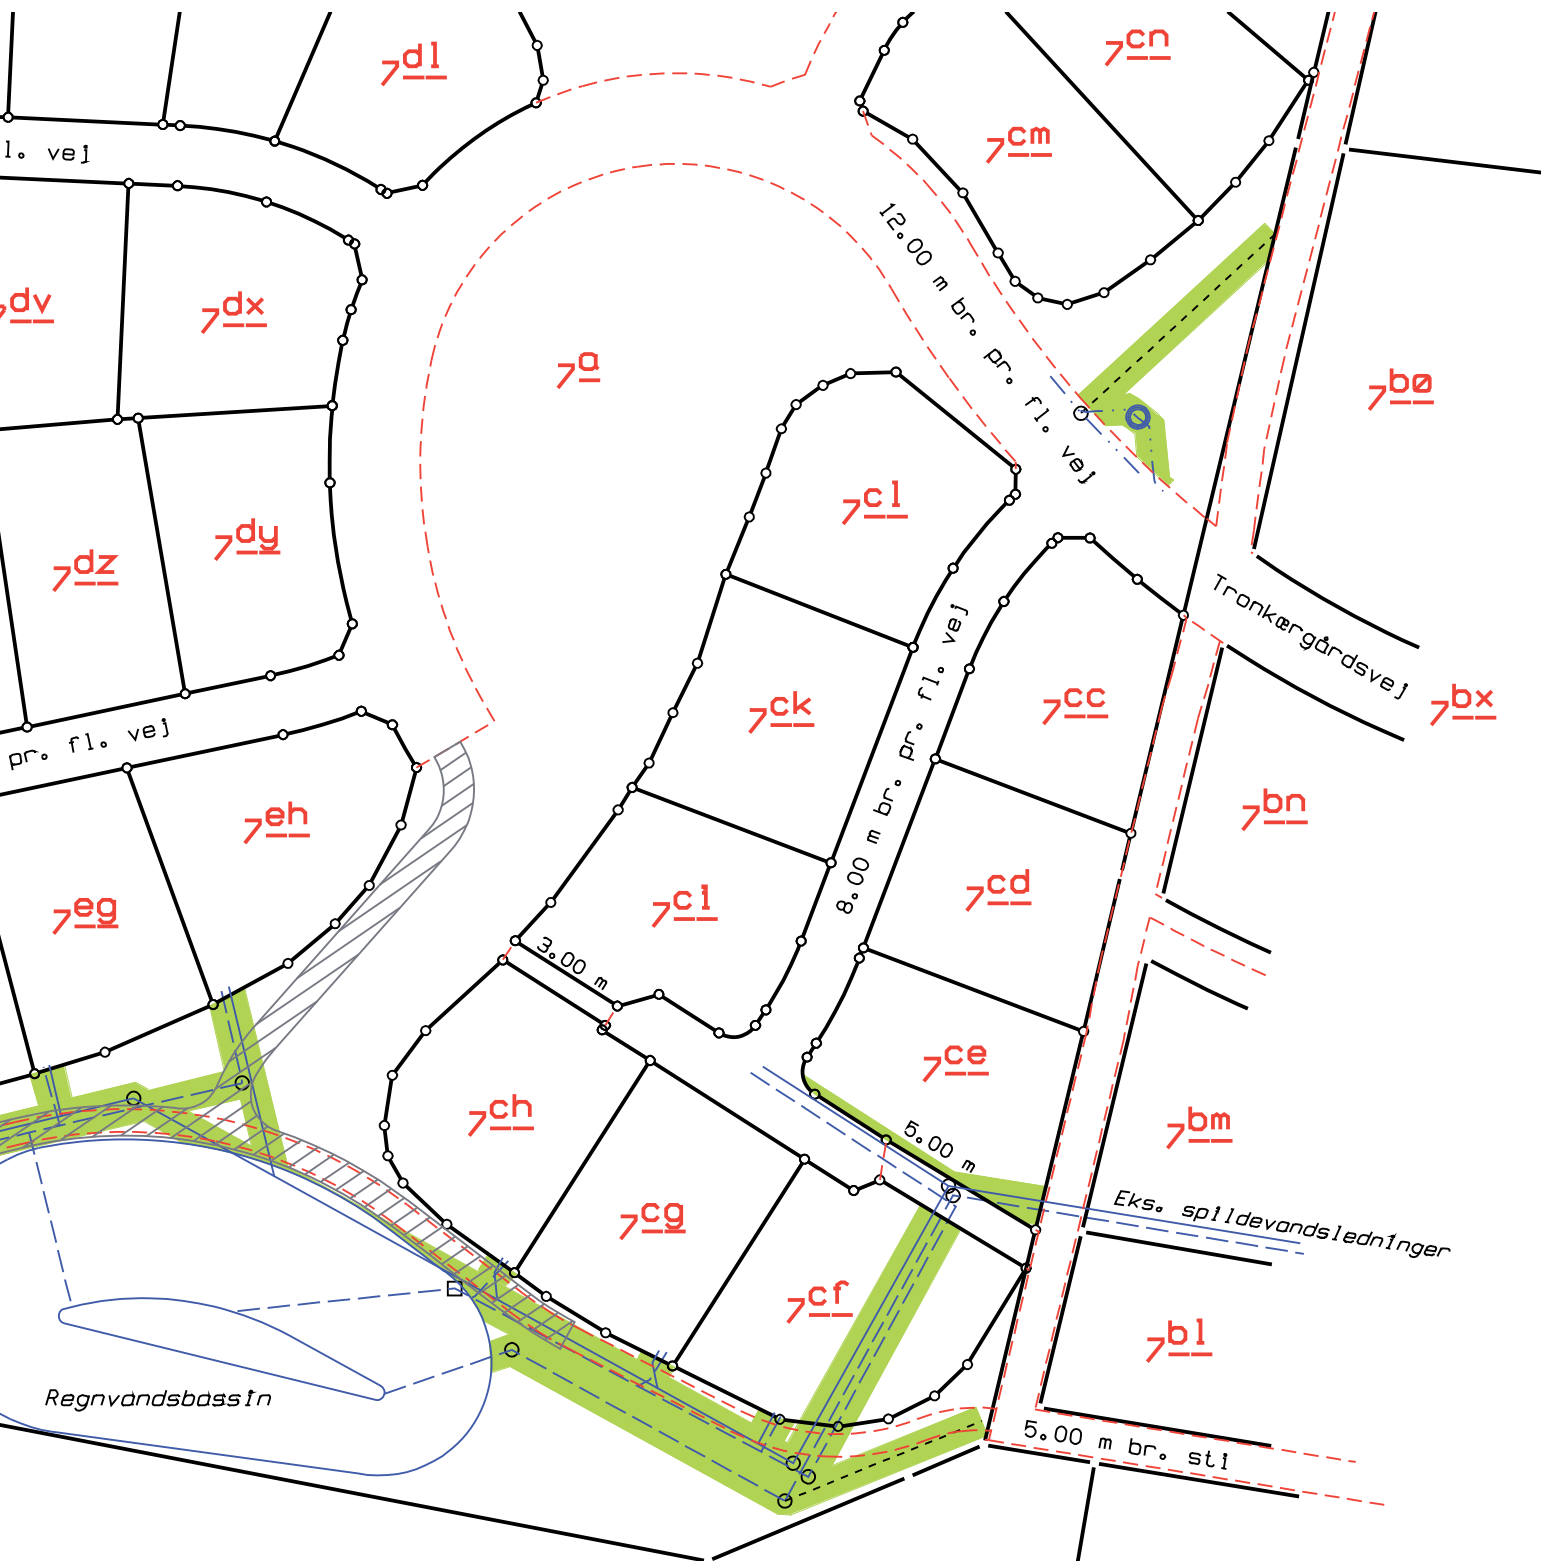 7cn
7dl
7cm
l. vej
12.00 m br. pr. fl. vej
7dv
7dx
7a
7bø
7cl
7dy
7dz
Tronkærgårdsvej
7bx
7cc
7ck
8.00 m br. pr. fl. vej
pr. fl. vej
7bn
7eh
7cd
7ci
7eg
3.00 m
7ce
7ch
7bm
5.00 m
Eks. spildevandsledninger
7cg
7cf
7bl
Regnvandsbassin
5.00 m br. sti